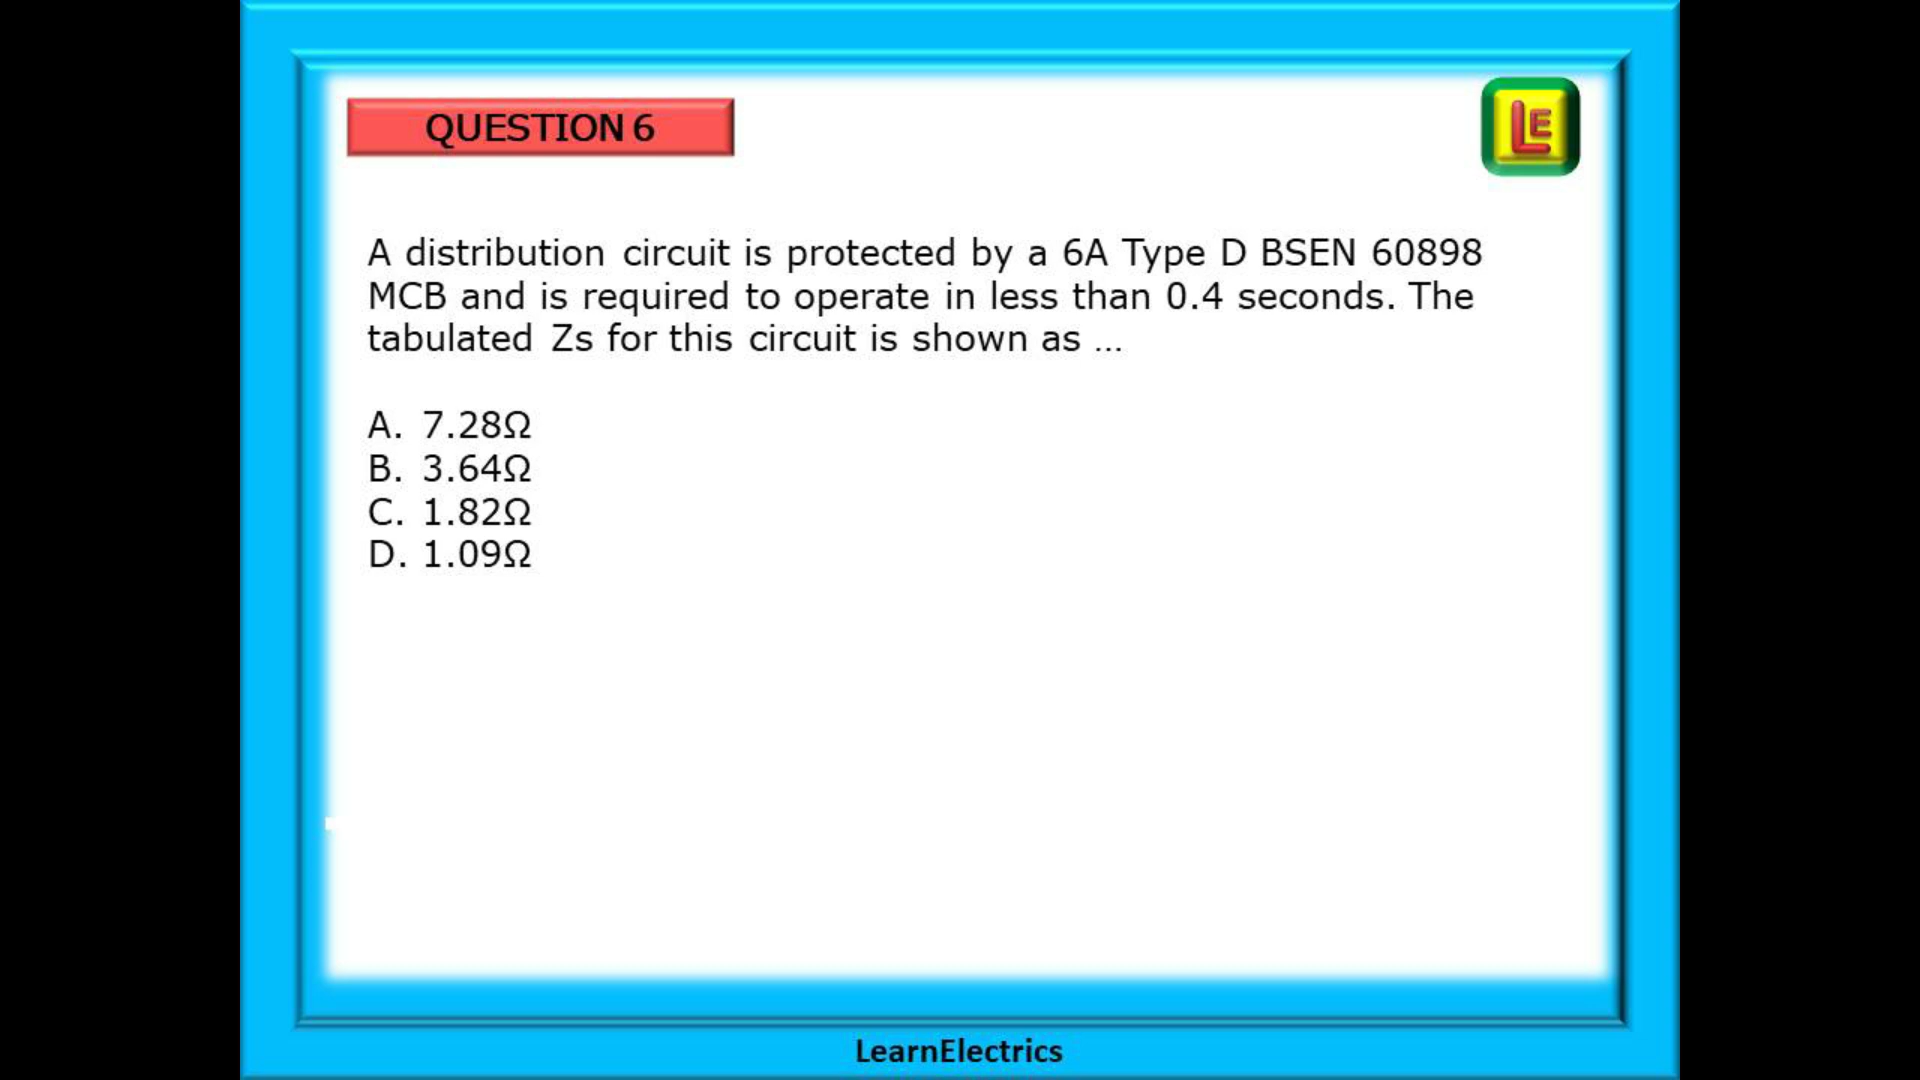 QUESTION 6
LE
A distribution circuit is protected by a 6A Type D BSEN 60898
MCB and is required to operate in less than 0.4 seconds. The
tabulated Zs for this circuit is shown as ...
A. 7.28Ω
B. 3.64Ω
C. 1.82Ω
D. 1.09Ω
LearnElectrics